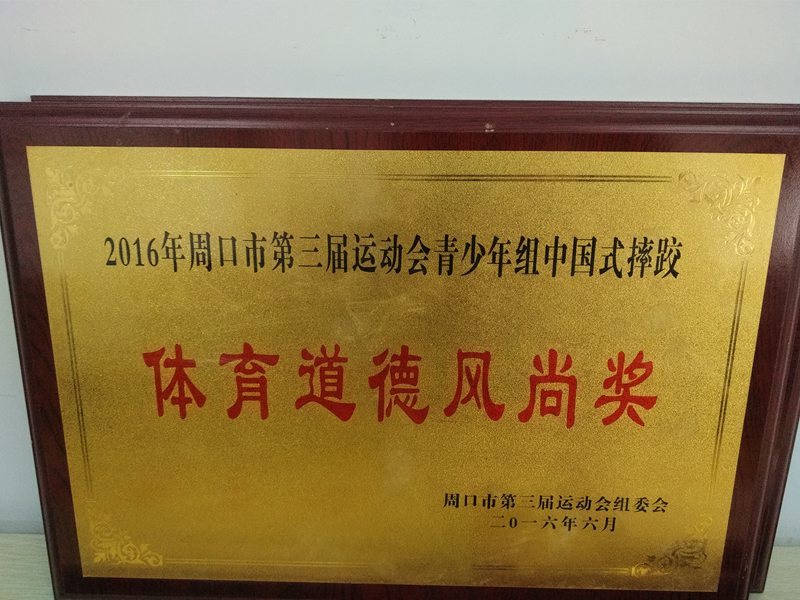 2016年周口市第三届运动会青少年组中国式摔跤
体育道德风尚奖
周口市第三届运动会组委会
二0一六年六月